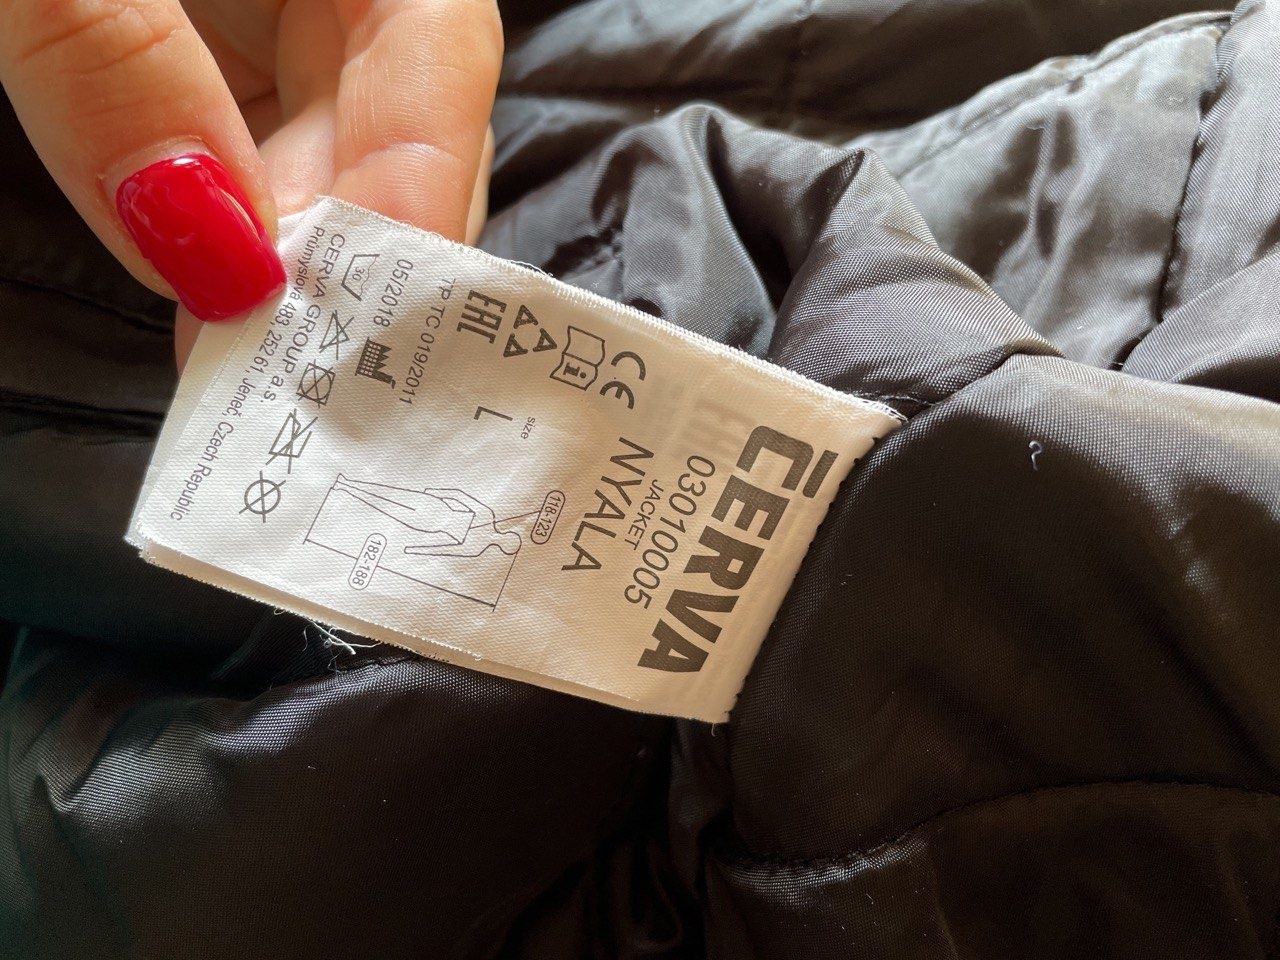 ČERVA
03010005
JACKET
NYALA
CE
i
EAC
size
L
118-123
182-188
TP TC 019/2011
05/2018
30
CERVA GROUP a.s.
Průmyslová 483, 252 61, Jeneč, Czech Republic